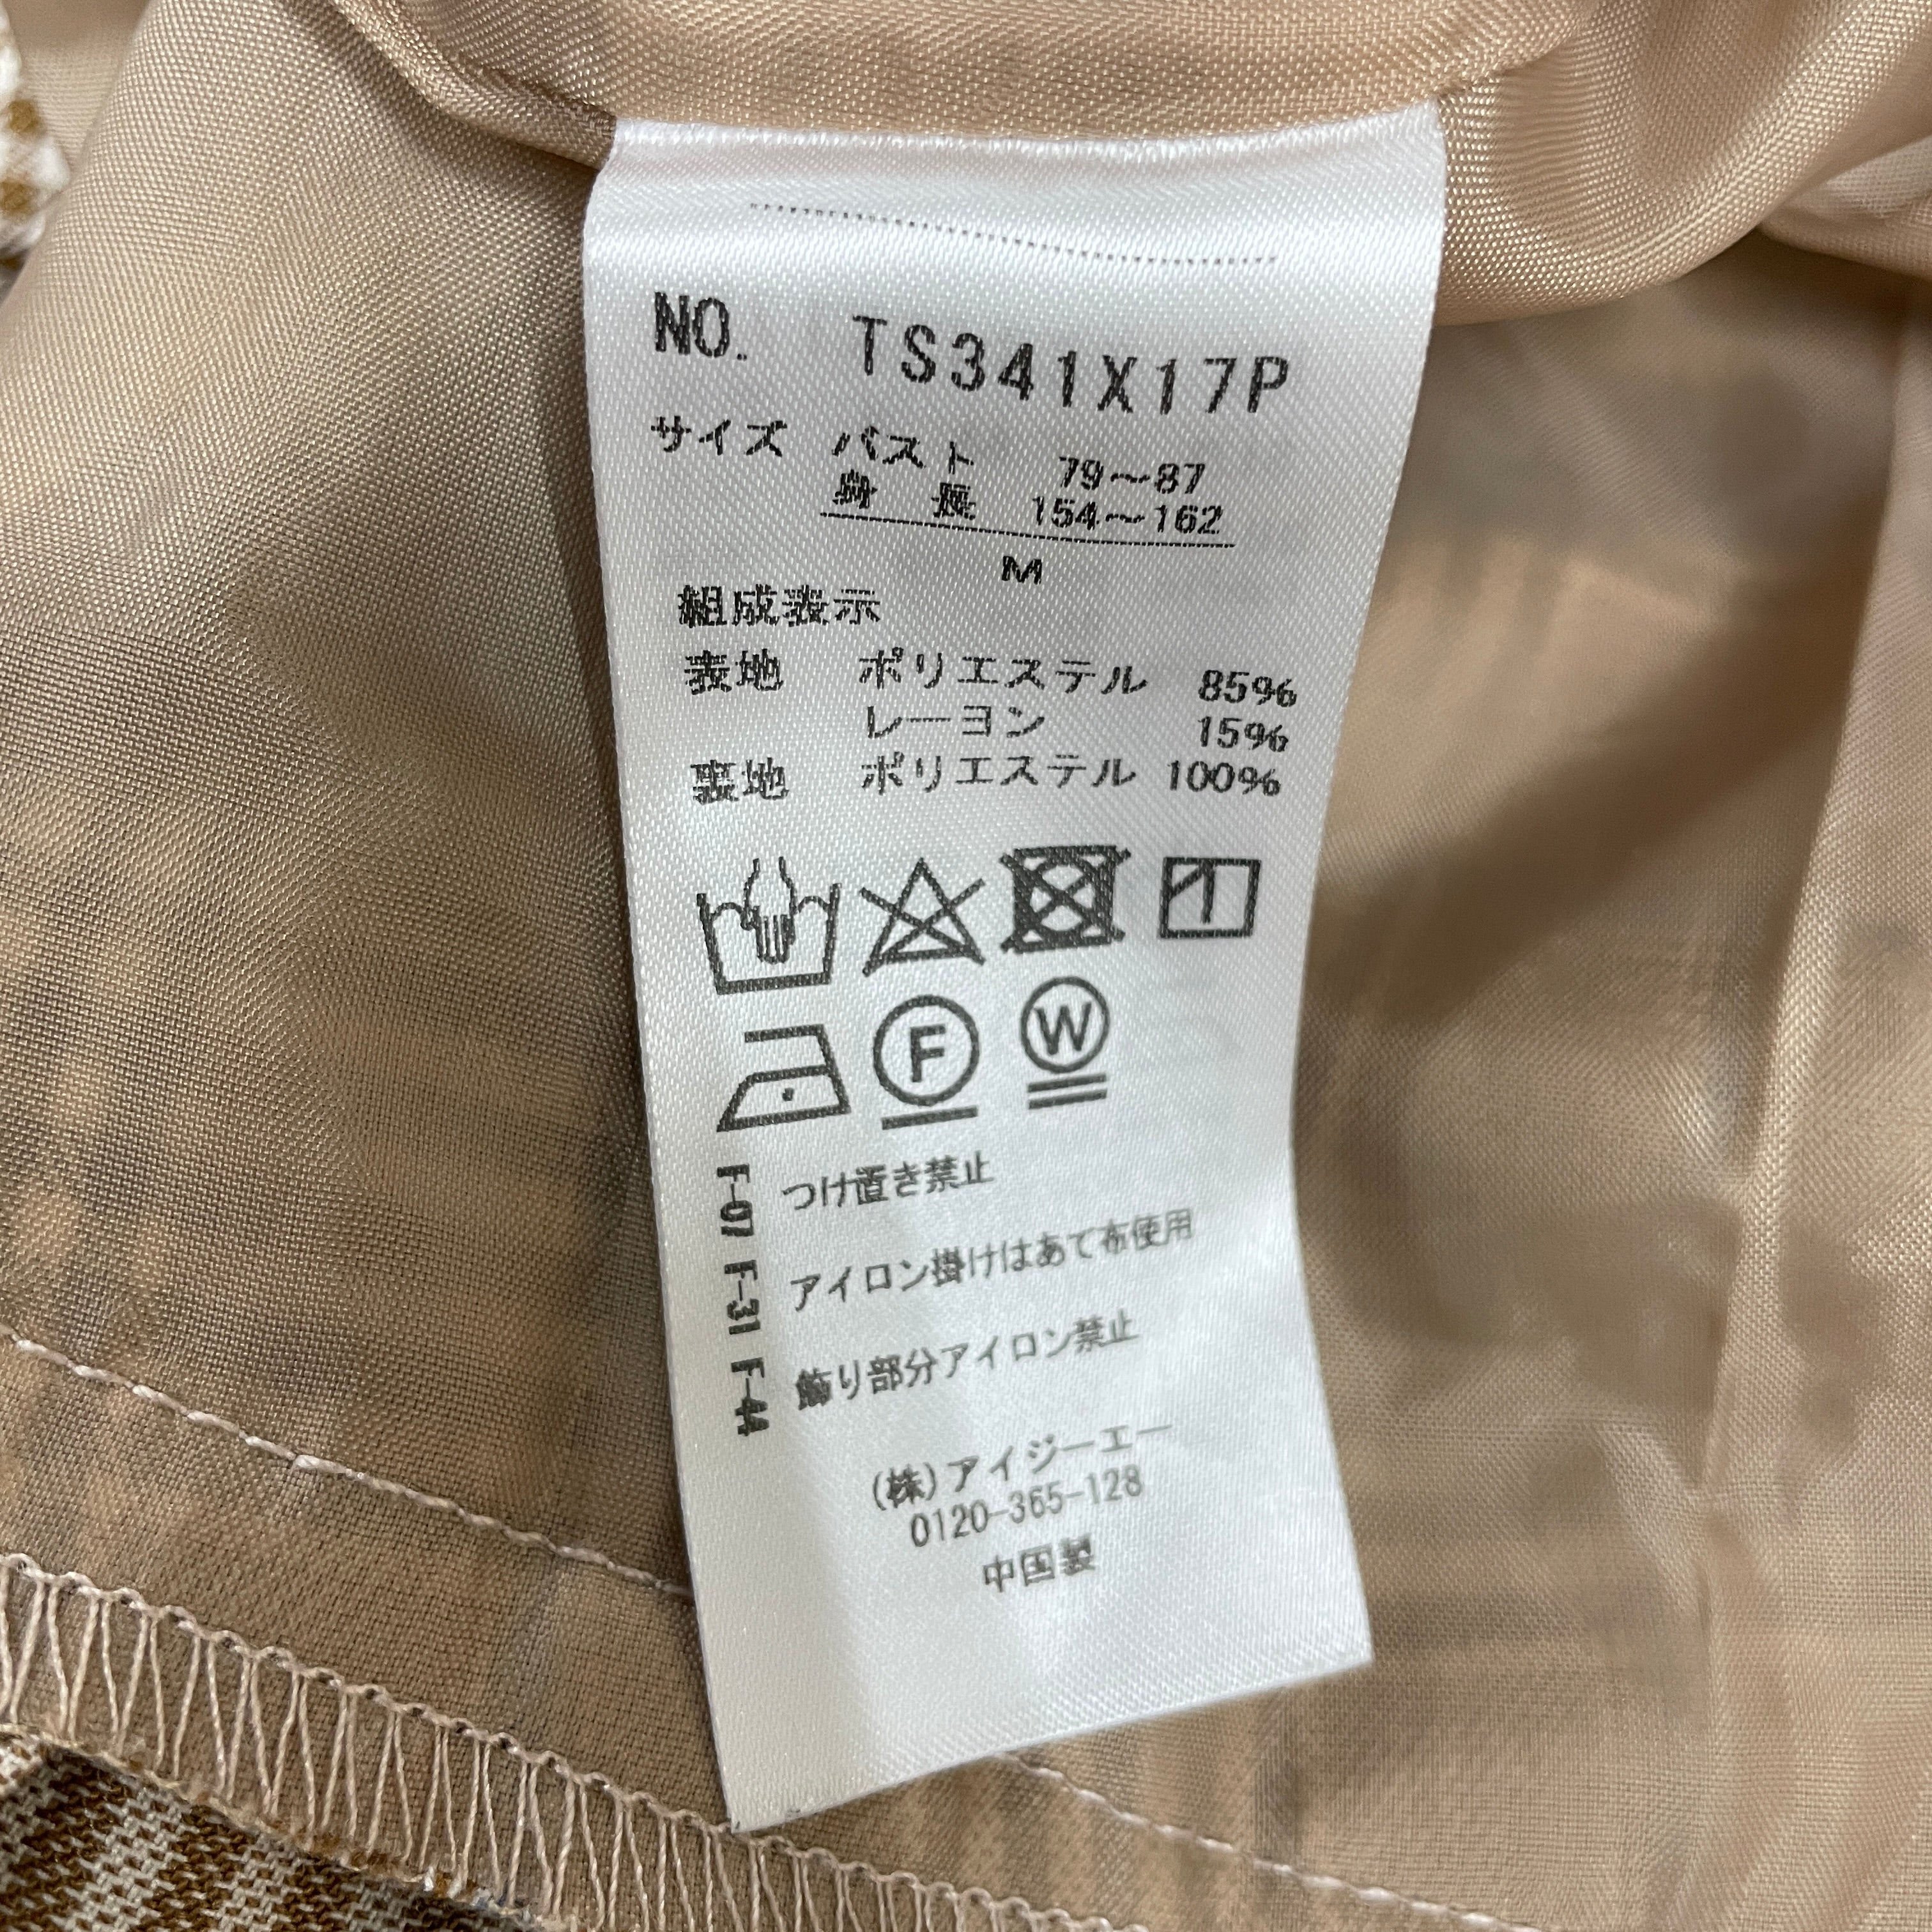 NO. TS341X17P
サイズ バスト 79〜87
身長 154〜162
M
組成表示
表地 ポリエステル 85%
レーヨン 15%
裏地 ポリエステル 100%
F
W
F-07 F-31 F-44
つけ置き禁止
アイロン掛けはあて布使用
飾り部分アイロン禁止
(株)アイジーエー
0120-365-128
中国製